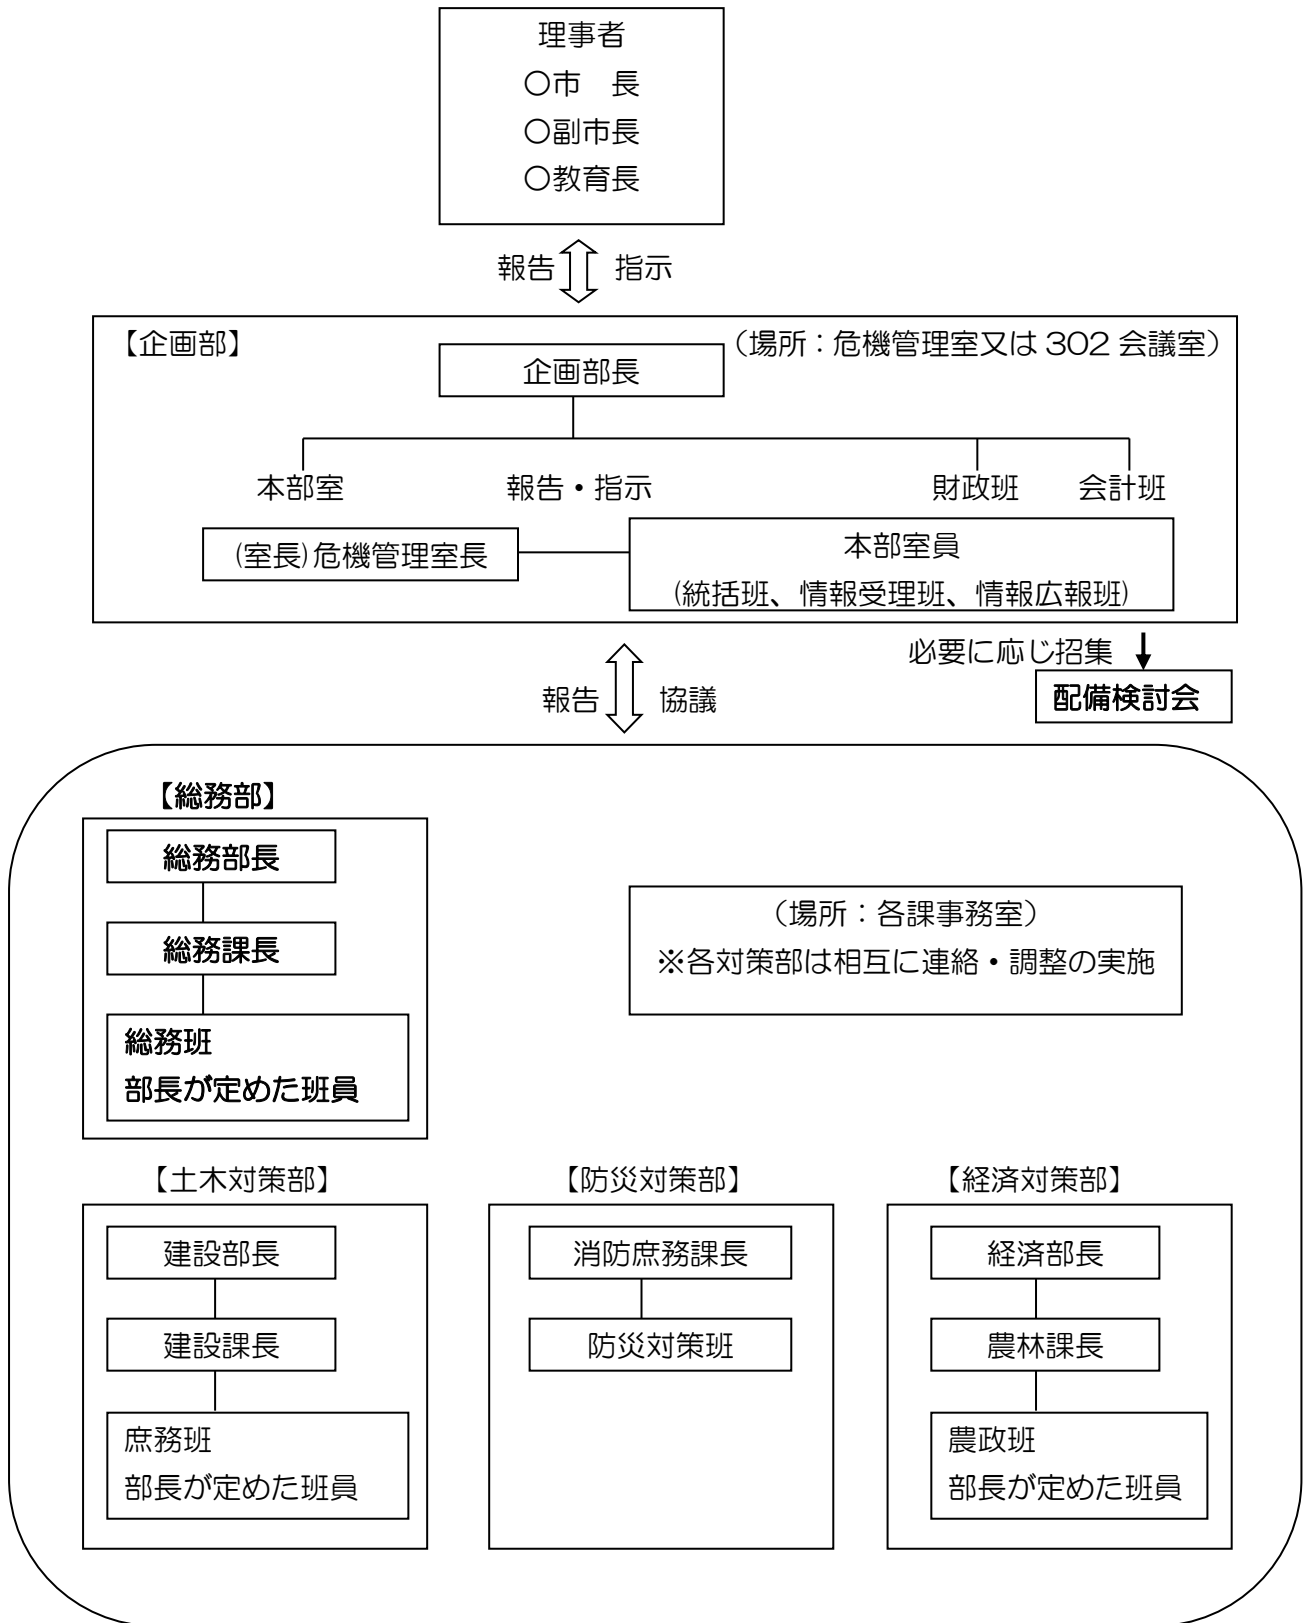 理事者
○市　長
○副市長
○教育長
報告　指示
【企画部】　（場所：危機管理室又は 302 会議室）
企画部長
本部室　報告・指示　財政班　会計班
(室長)危機管理室長
本部室員
(統括班、情報受理班、情報広報班)
必要に応じ招集
報告　協議
配備検討会
【総務部】
総務部長
総務課長
総務班
部長が定めた班員
（場所：各課事務室）
※各対策部は相互に連絡・調整の実施
【土木対策部】
建設部長
建設課長
庶務班
部長が定めた班員
【防災対策部】
消防庶務課長
防災対策班
【経済対策部】
経済部長
農林課長
農政班
部長が定めた班員